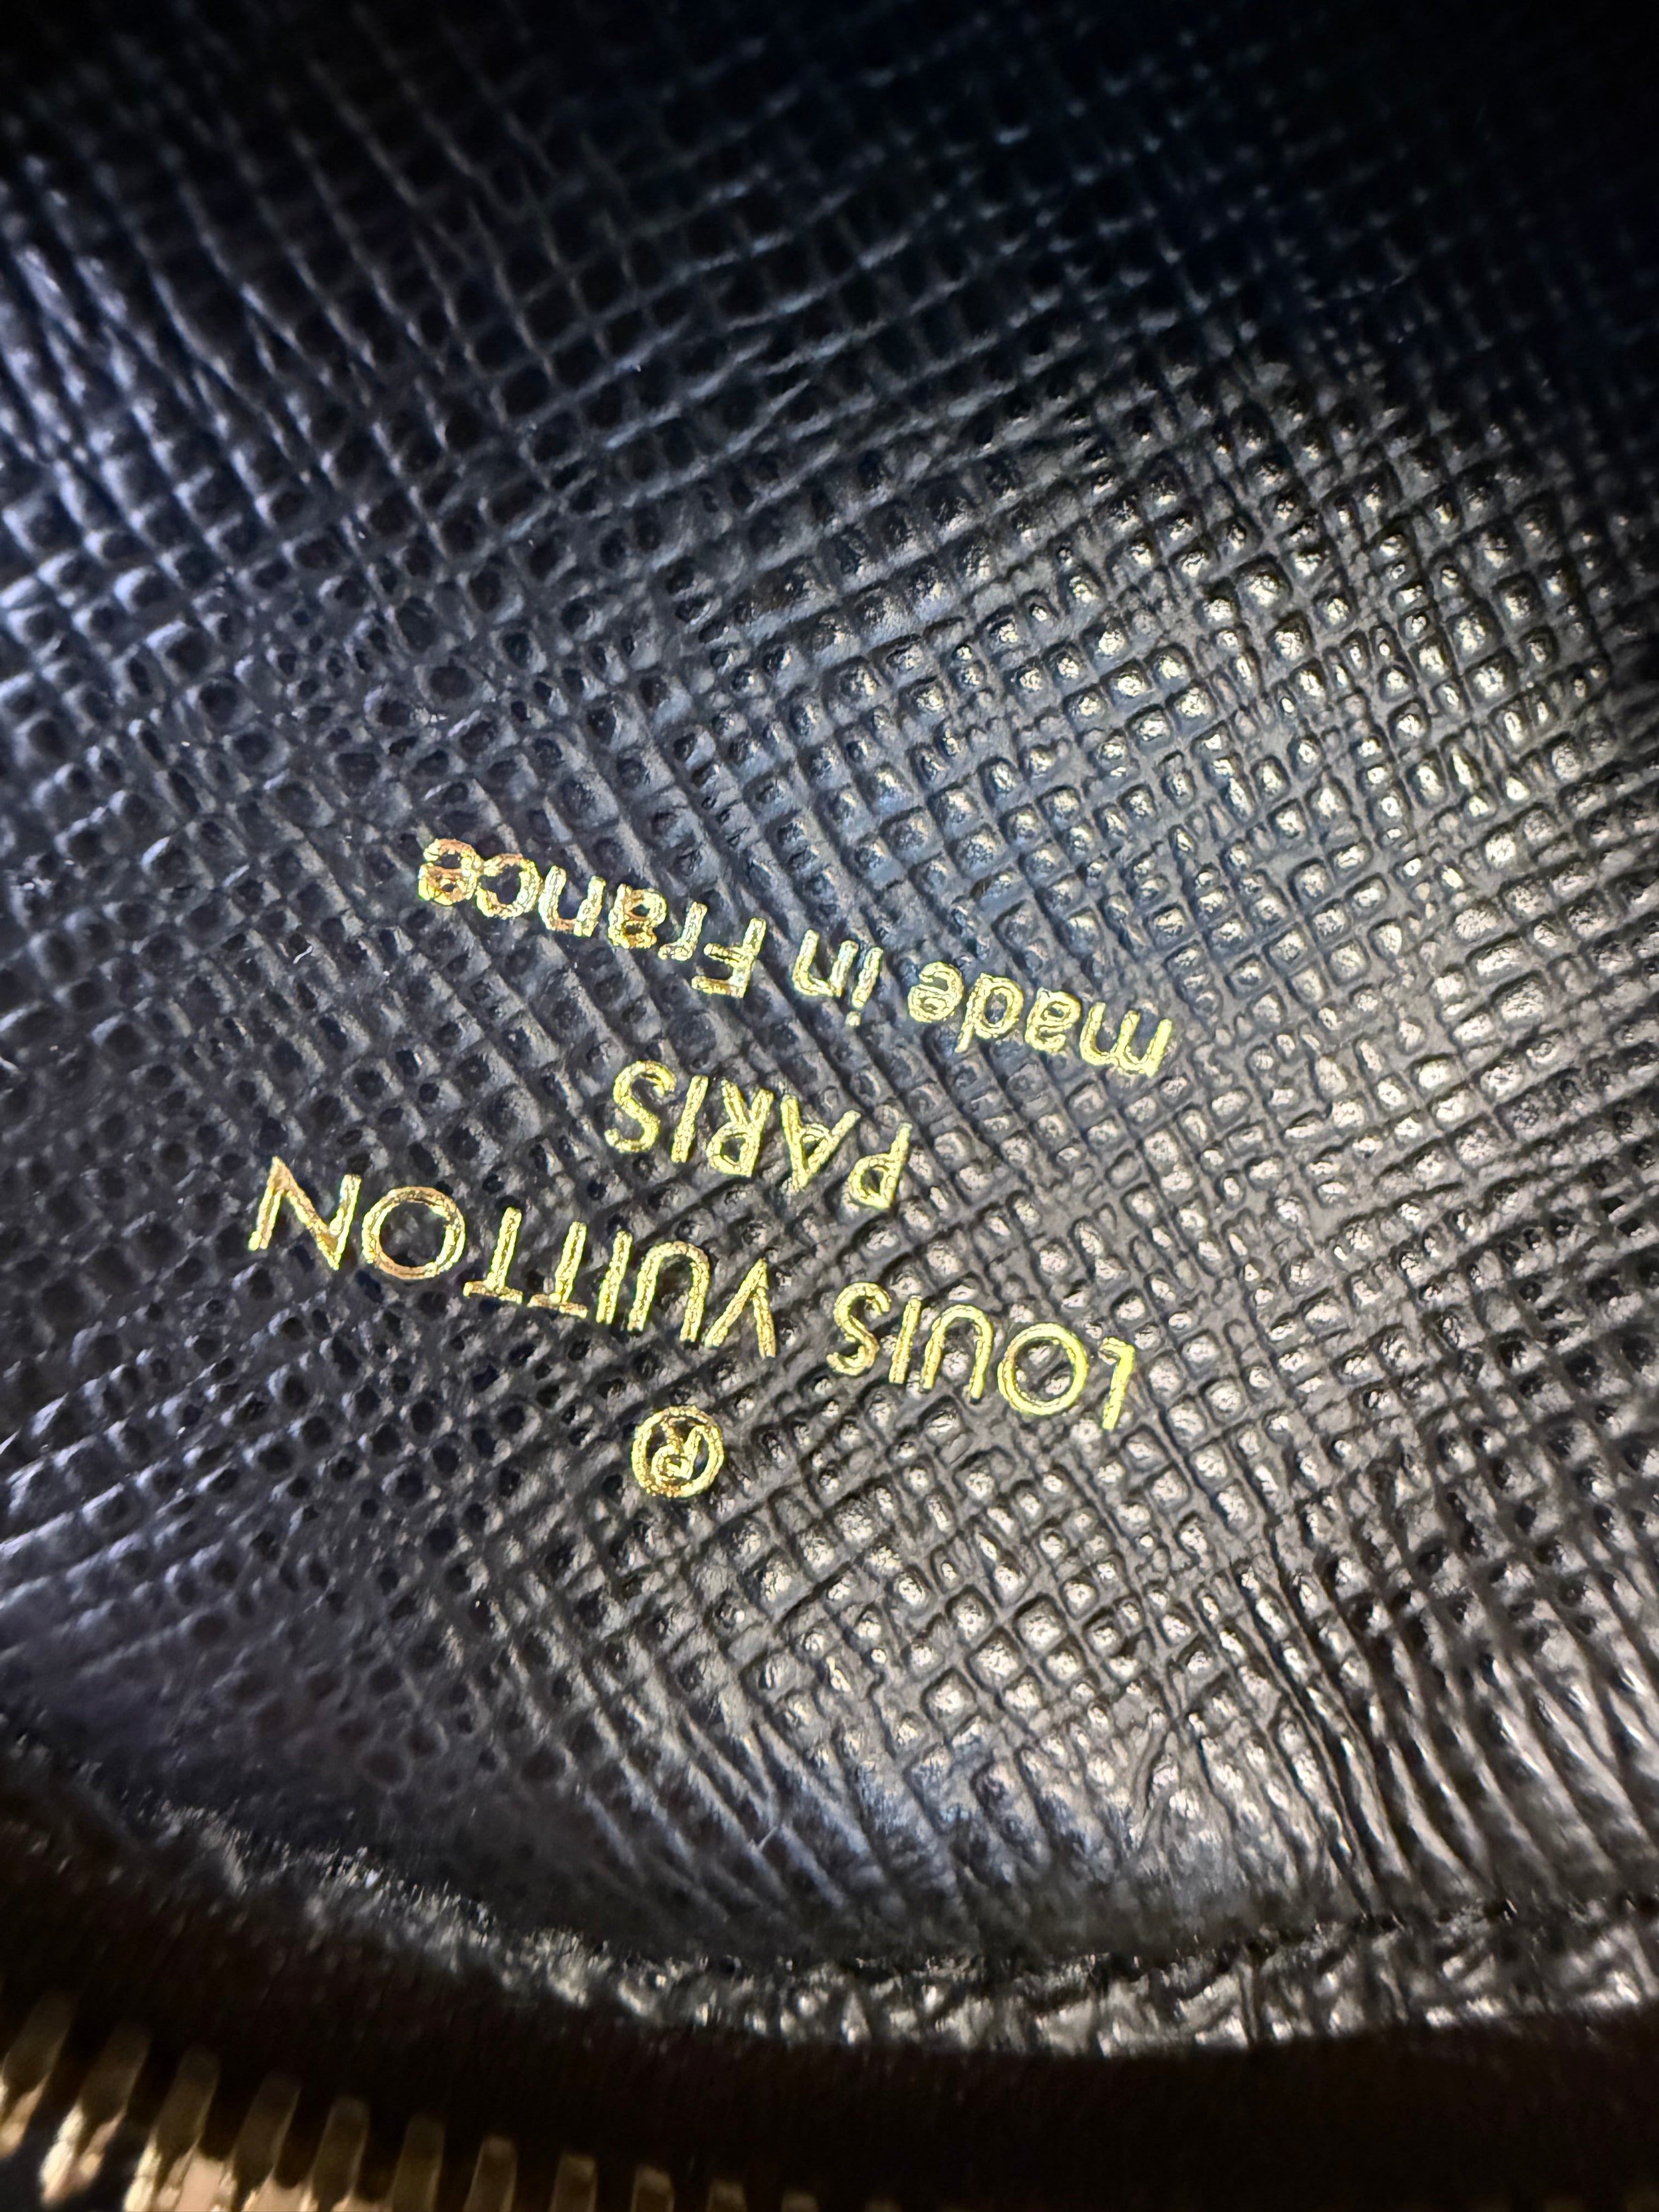 ®
LOUIS VUITTON
PARIS
made in France